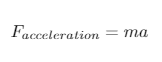 $F_{acceleration} = ma$